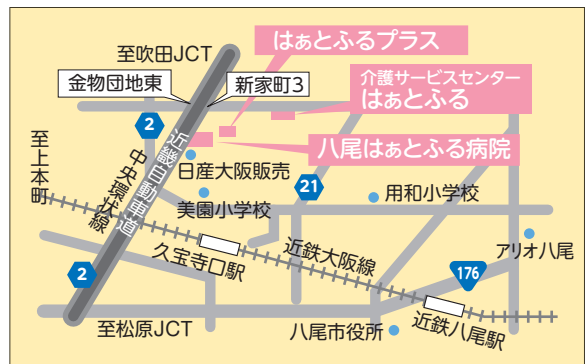 至吹田JCT
はぁとふるプラス
金物団地東
新家町3
介護サービスセンター
はぁとふる
2
八尾はぁとふる病院
至上本町
近畿自動車道
中央環状線
日産大阪販売
21
用和小学校
美園小学校
久宝寺口駅
近鉄大阪線
アリオ八尾
2
176
至松原JCT
八尾市役所
近鉄八尾駅